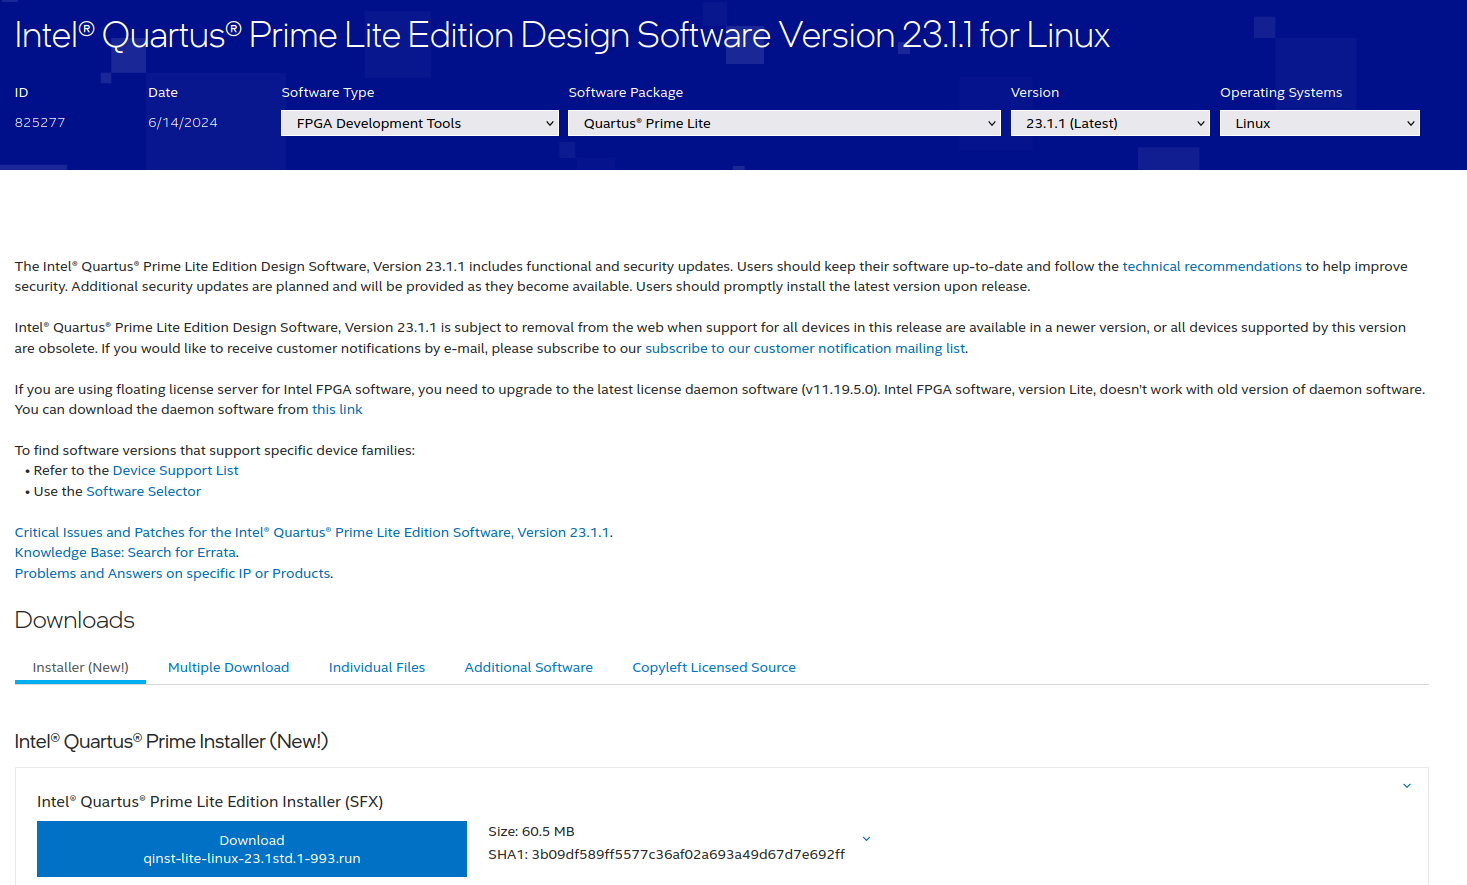 Intel® Quartus® Prime Lite Edition Design Software Version 23.1.1 for Linux
ID Date Software Type Software Package Version Operating Systems
825277 6/14/2024 FPGA Development Tools Quartus® Prime Lite 23.1.1 (Latest) Linux
The Intel® Quartus® Prime Lite Edition Design Software, Version 23.1.1 includes functional and security updates. Users should keep their software up-to-date and follow the technical recommendations to help improve
security. Additional security updates are planned and will be provided as they become available. Users should promptly install the latest version upon release.
Intel® Quartus® Prime Lite Edition Design Software, Version 23.1.1 is subject to removal from the web when support for all devices in this release are available in a newer version, or all devices supported by this version
are obsolete. If you would like to receive customer notifications by e-mail, please subscribe to our subscribe to our customer notification mailing list.
If you are using floating license server for Intel FPGA software, you need to upgrade to the latest license daemon software (v11.19.5.0). Intel FPGA software, version Lite, doesn't work with old version of daemon software.
You can download the daemon software from this link
To find software versions that support specific device families:
• Refer to the Device Support List
• Use the Software Selector
Critical Issues and Patches for the Intel® Quartus® Prime Lite Edition Software, Version 23.1.1.
Knowledge Base: Search for Errata.
Problems and Answers on specific IP or Products.
Downloads
Installer (New!) Multiple Download Individual Files Additional Software Copyleft Licensed Source
Intel® Quartus® Prime Installer (New!)
Intel® Quartus® Prime Lite Edition Installer (SFX)
Download
qinst-lite-linux-23.1std.1-993.run
Size: 60.5 MB
SHA1: 3b09df589ff5577c36af02a693a49d67d7e692ff